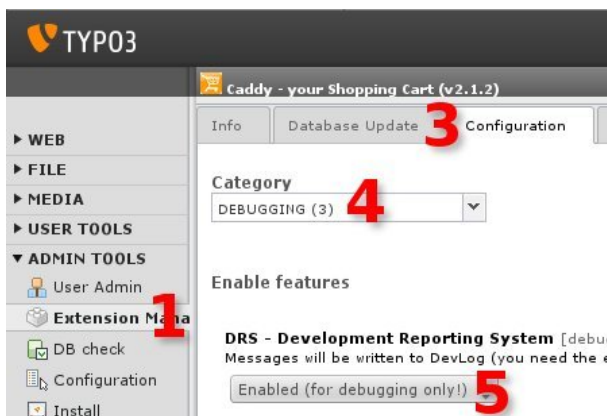 TYPO3
Caddy - your Shopping Cart (v2.1.2)
Info Database Update 3 Configuration
▶ WEB
▶ FILE
▶ MEDIA
▶ USER TOOLS
▼ ADMIN TOOLS
User Admin
1 Extension Mana
DB check
Configuration
Install
Category
DEBUGGING (3) 4
Enable features
DRS - Development Reporting System [debu
Messages will be written to DevLog (you need the e
Enabled (for debugging only!) 5